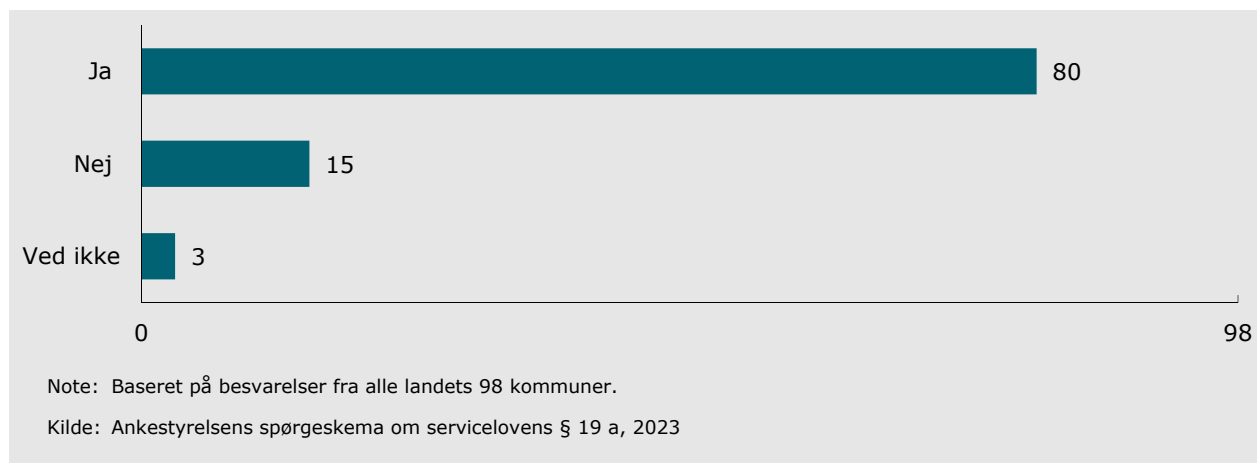 Ja 80
Nej 15
Ved ikke 3
0 98
Note: Baseret på besvarelser fra alle landets 98 kommuner.
Kilde: Ankestyrelsens spørgeskema om servicelovens § 19 a, 2023